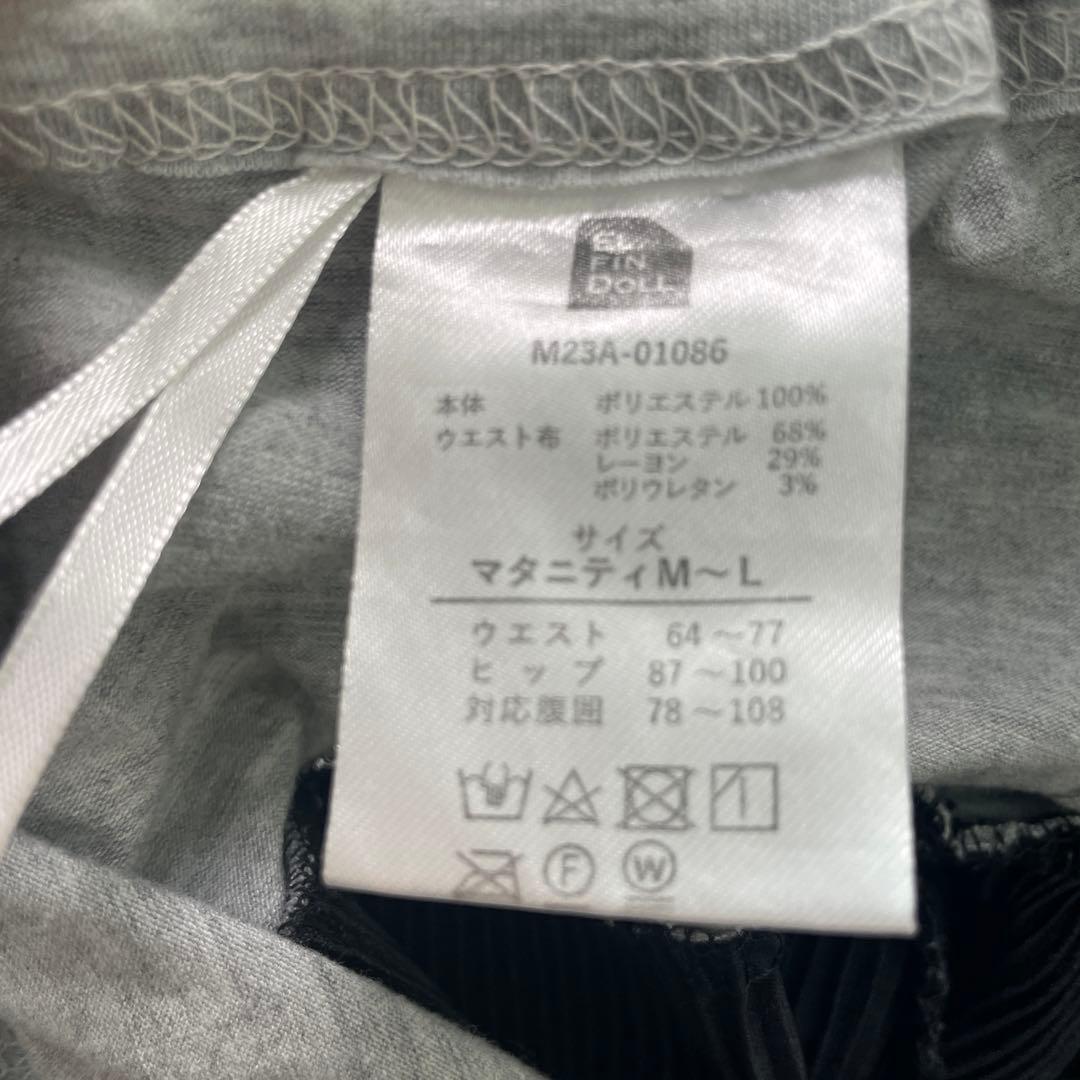 FIN
DOLL
M23A-01086
本体 ポリエステル 100%
ウエスト布 ポリエステル 68%
レーヨン 29%
ポリウレタン 3%
サイズ
マタニティM〜L
ウエスト 64〜77
ヒップ 87〜100
対応腹囲 78〜108
F W